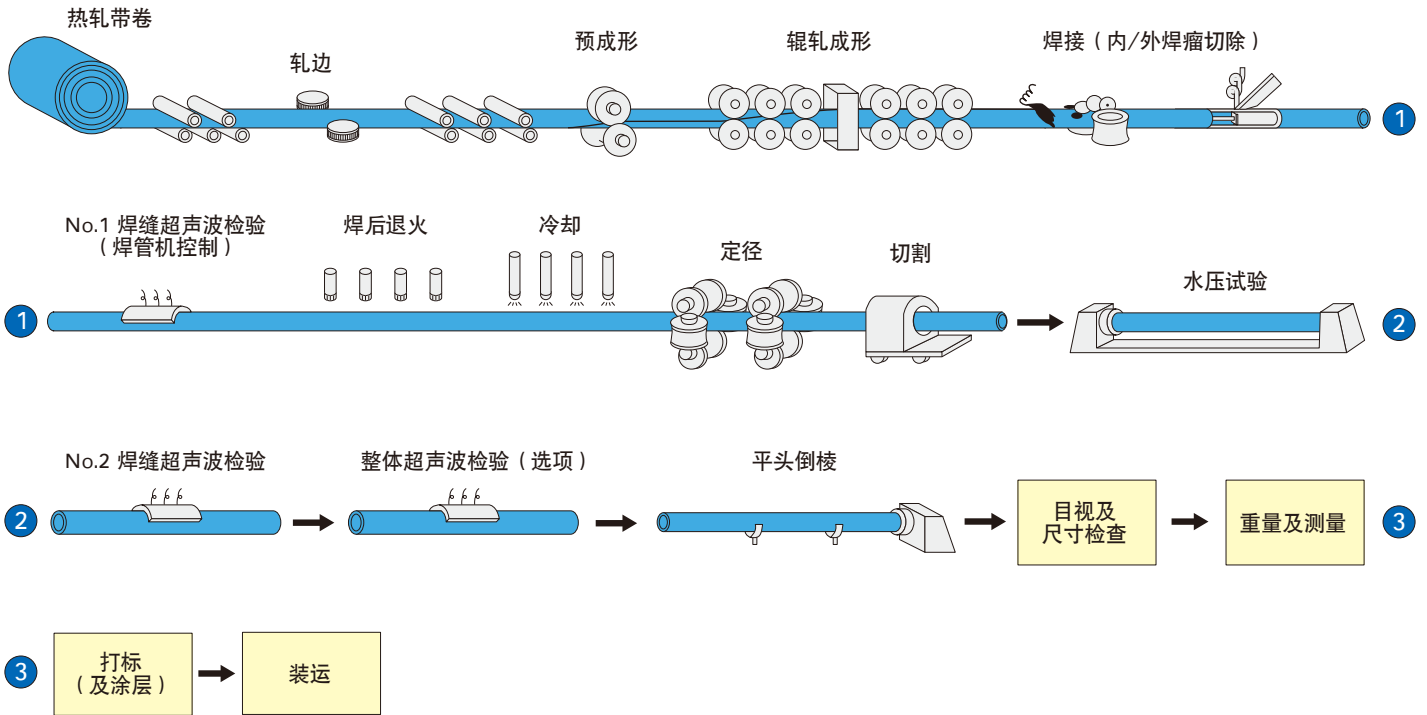 热轧带卷
轧边
预成形
辊轧成形
焊接（内/外焊瘤切除）
1
No.1 焊缝超声波检验
（焊管机控制）
焊后退火
冷却
定径
切割
水压试验
1
2
No.2 焊缝超声波检验
整体超声波检验（选项）
平头倒棱
2
目视及
尺寸检查
重量及测量
3
3
打标
（及涂层）
装运